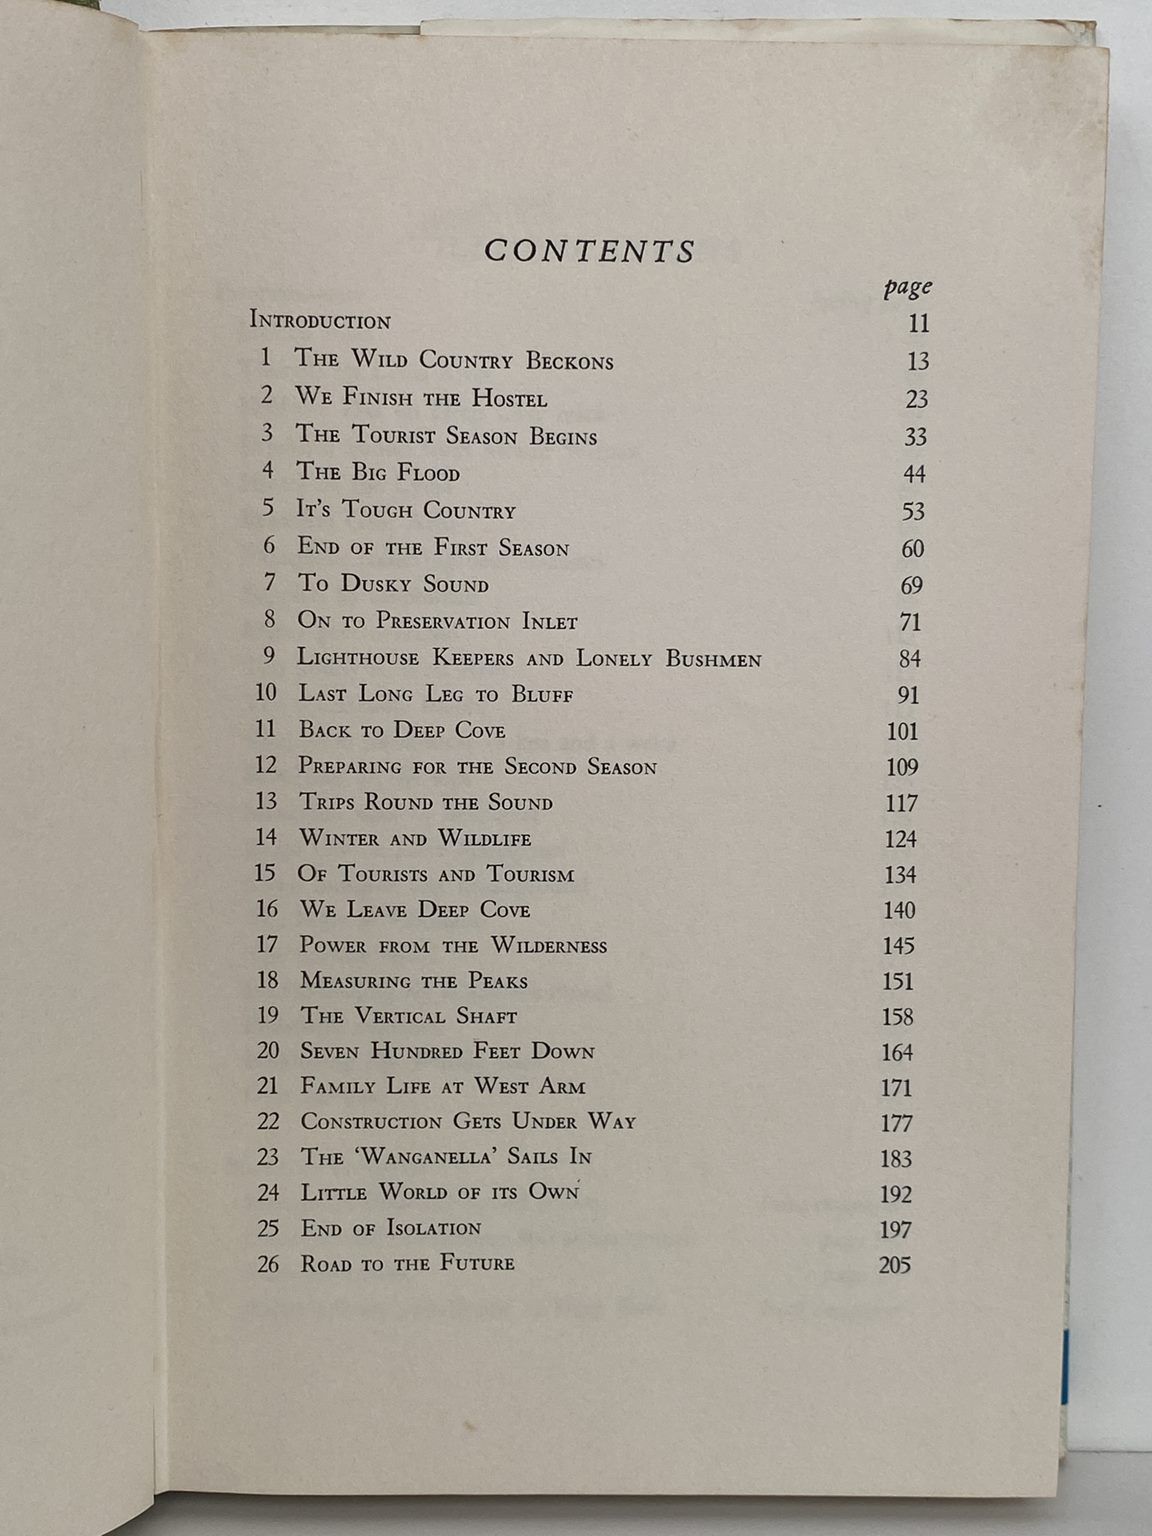 CONTENTS
page
Introduction 11
1 The Wild Country Beckons 13
2 We Finish the Hostel 23
3 The Tourist Season Begins 33
4 The Big Flood 44
5 It's Tough Country 53
6 End of the First Season 60
7 To Dusky Sound 69
8 On to Preservation Inlet 71
9 Lighthouse Keepers and Lonely Bushmen 84
10 Last Long Leg to Bluff 91
11 Back to Deep Cove 101
12 Preparing for the Second Season 109
13 Trips Round the Sound 117
14 Winter and Wildlife 124
15 Of Tourists and Tourism 134
16 We Leave Deep Cove 140
17 Power from the Wilderness 145
18 Measuring the Peaks 151
19 The Vertical Shaft 158
20 Seven Hundred Feet Down 164
21 Family Life at West Arm 171
22 Construction Gets Under Way 177
23 The 'Wanganella' Sails In 183
24 Little World of its Own 192
25 End of Isolation 197
26 Road to the Future 205